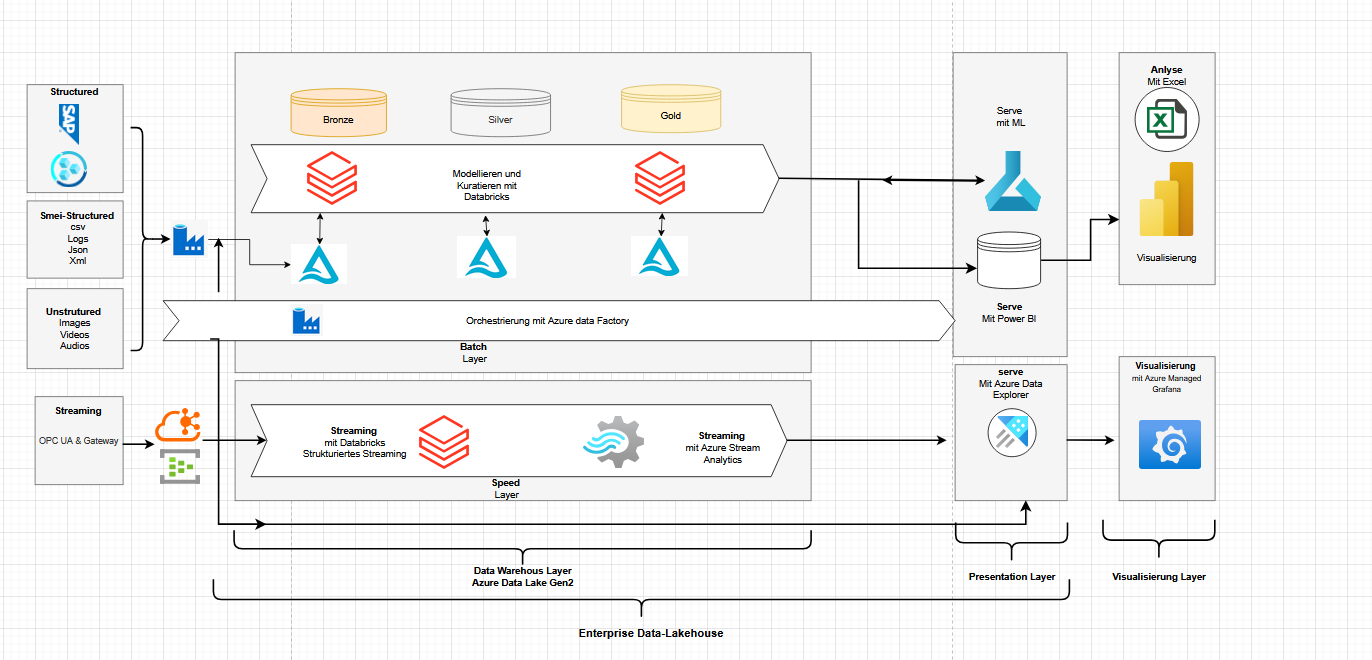 Structured
SAP
Smei-Structured
csv
Logs
Json
Xml
Unstrutured
Images
Videos
Audios
Streaming
OPC UA & Gateway
Bronze
Silver
Gold
Modellieren und
Kuratieren mit
Databricks
Orchestrierung mit Azure data Factory
Batch
Layer
Streaming
mit Databricks
Strukturiertes Streaming
Streaming
mit Azure Stream
Analytics
Speed
Layer
Serve
mit ML
Serve
Mit Power BI
serve
Mit Azure Data
Explorer
Anlyse
Mit Excel
X
Visualisierung
Visualisierung
mit Azure Managed
Grafana
Data Warehous Layer
Azure Data Lake Gen2
Presentation Layer
Visualisierung Layer
Enterprise Data-Lakehouse